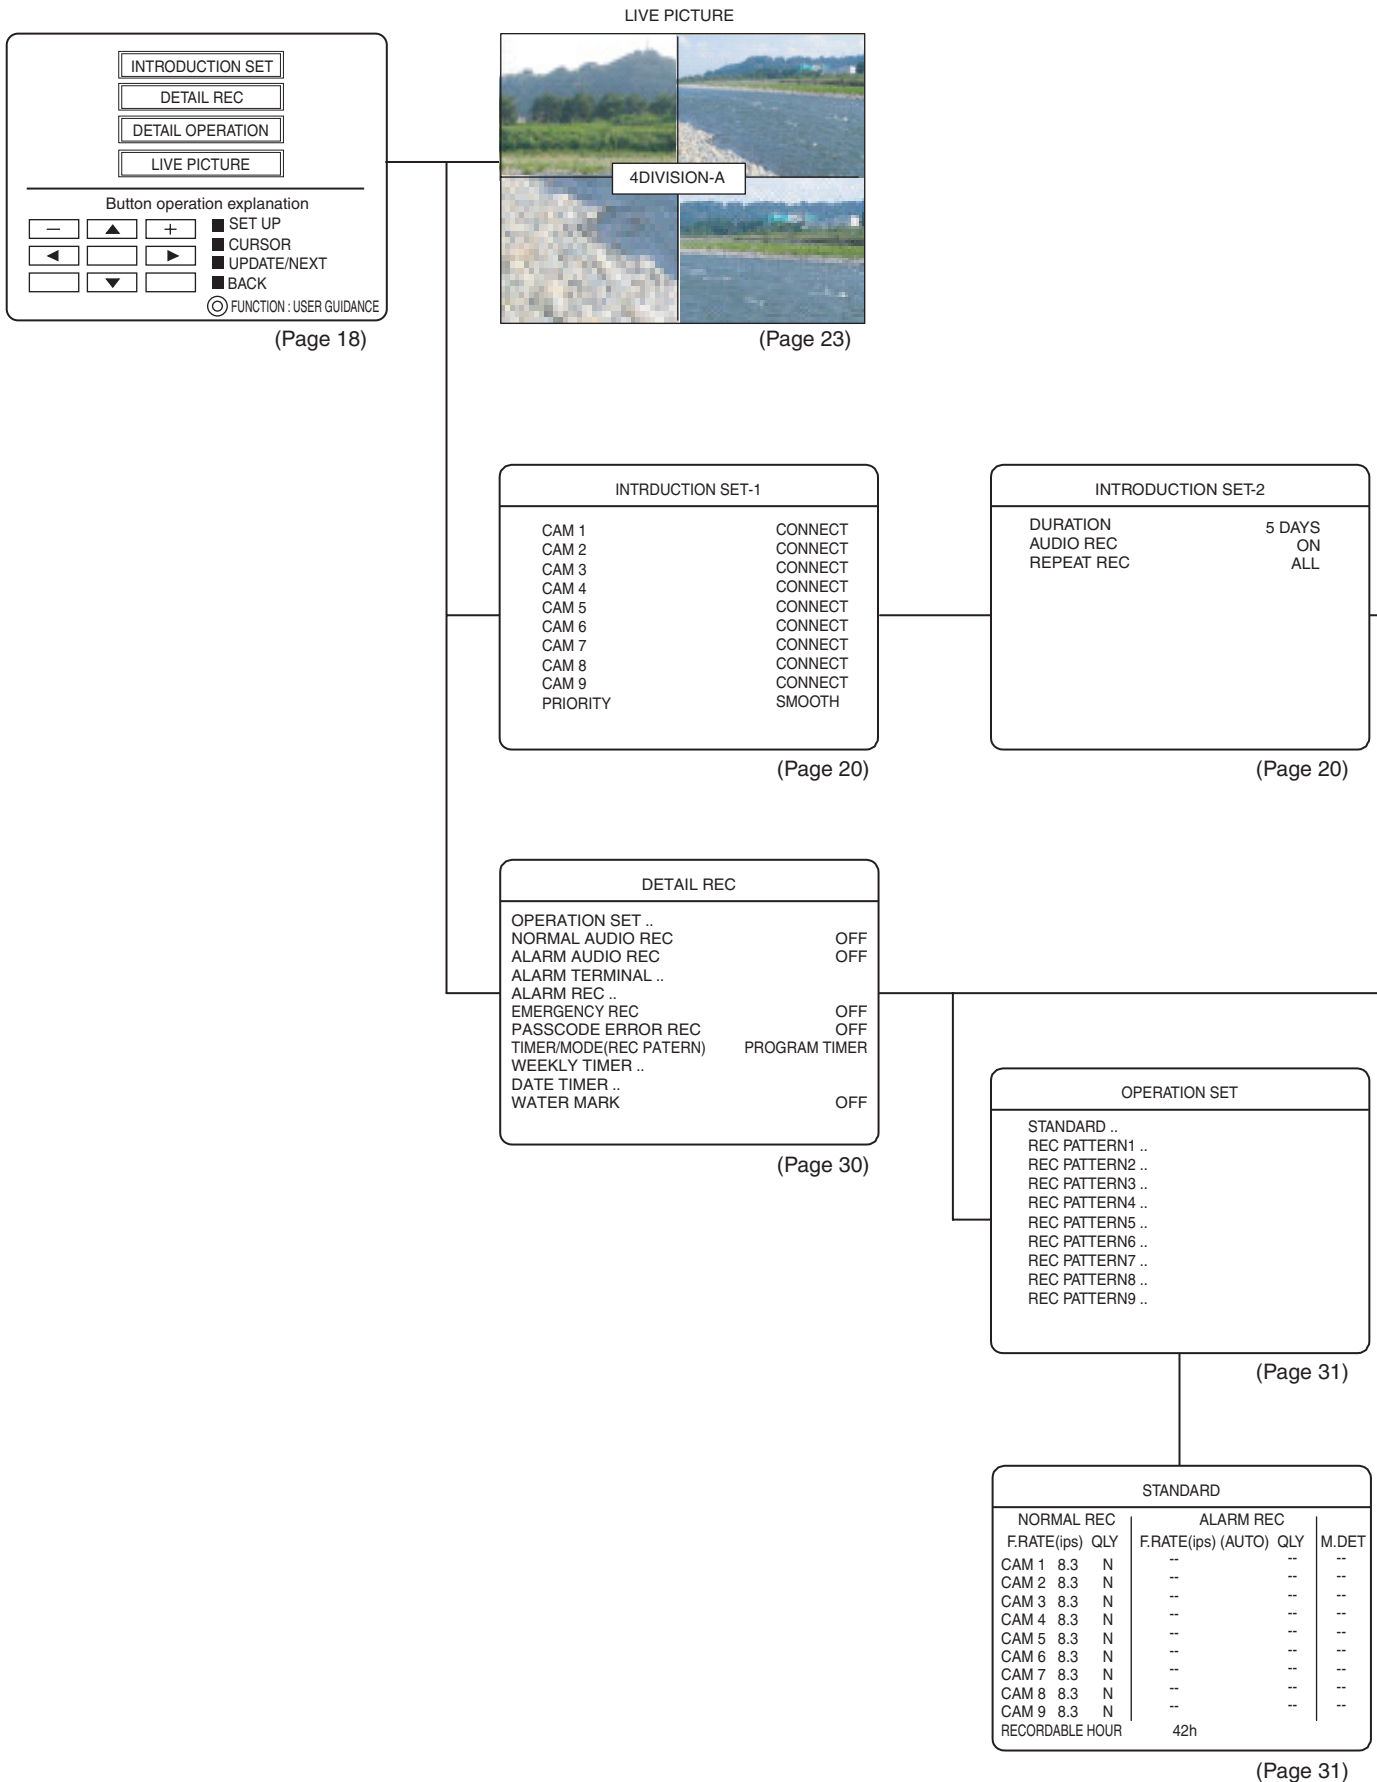 LIVE PICTURE
INTRODUCTION SET
DETAIL REC
DETAIL OPERATION
LIVE PICTURE
Button operation explanation
− ▲ + ■ SET UP
■ CURSOR
◀ ▶ ■ UPDATE/NEXT
▼ ■ BACK
FUNCTION : USER GUIDANCE
(Page 18)
4DIVISION-A
(Page 23)
INTRDUCTION SET-1
CAM 1 CONNECT
CAM 2 CONNECT
CAM 3 CONNECT
CAM 4 CONNECT
CAM 5 CONNECT
CAM 6 CONNECT
CAM 7 CONNECT
CAM 8 CONNECT
CAM 9 CONNECT
PRIORITY SMOOTH
(Page 20)
INTRODUCTION SET-2
DURATION 5 DAYS
AUDIO REC ON
REPEAT REC ALL
(Page 20)
DETAIL REC
OPERATION SET ..
NORMAL AUDIO REC OFF
ALARM AUDIO REC OFF
ALARM TERMINAL ..
ALARM REC ..
EMERGENCY REC OFF
PASSCODE ERROR REC OFF
TIMER/MODE(REC PATERN) PROGRAM TIMER
WEEKLY TIMER ..
DATE TIMER ..
WATER MARK OFF
(Page 30)
OPERATION SET
STANDARD ..
REC PATTERN1 ..
REC PATTERN2 ..
REC PATTERN3 ..
REC PATTERN4 ..
REC PATTERN5 ..
REC PATTERN6 ..
REC PATTERN7 ..
REC PATTERN8 ..
REC PATTERN9 ..
(Page 31)
STANDARD
NORMAL REC ALARM REC
F.RATE(ips) QLY F.RATE(ips) (AUTO) QLY M.DET
CAM 1 8.3 N -- -- --
CAM 2 8.3 N -- -- --
CAM 3 8.3 N -- -- --
CAM 4 8.3 N -- -- --
CAM 5 8.3 N -- -- --
CAM 6 8.3 N -- -- --
CAM 7 8.3 N -- -- --
CAM 8 8.3 N -- -- --
CAM 9 8.3 N -- -- --
RECORDABLE HOUR 42h
(Page 31)